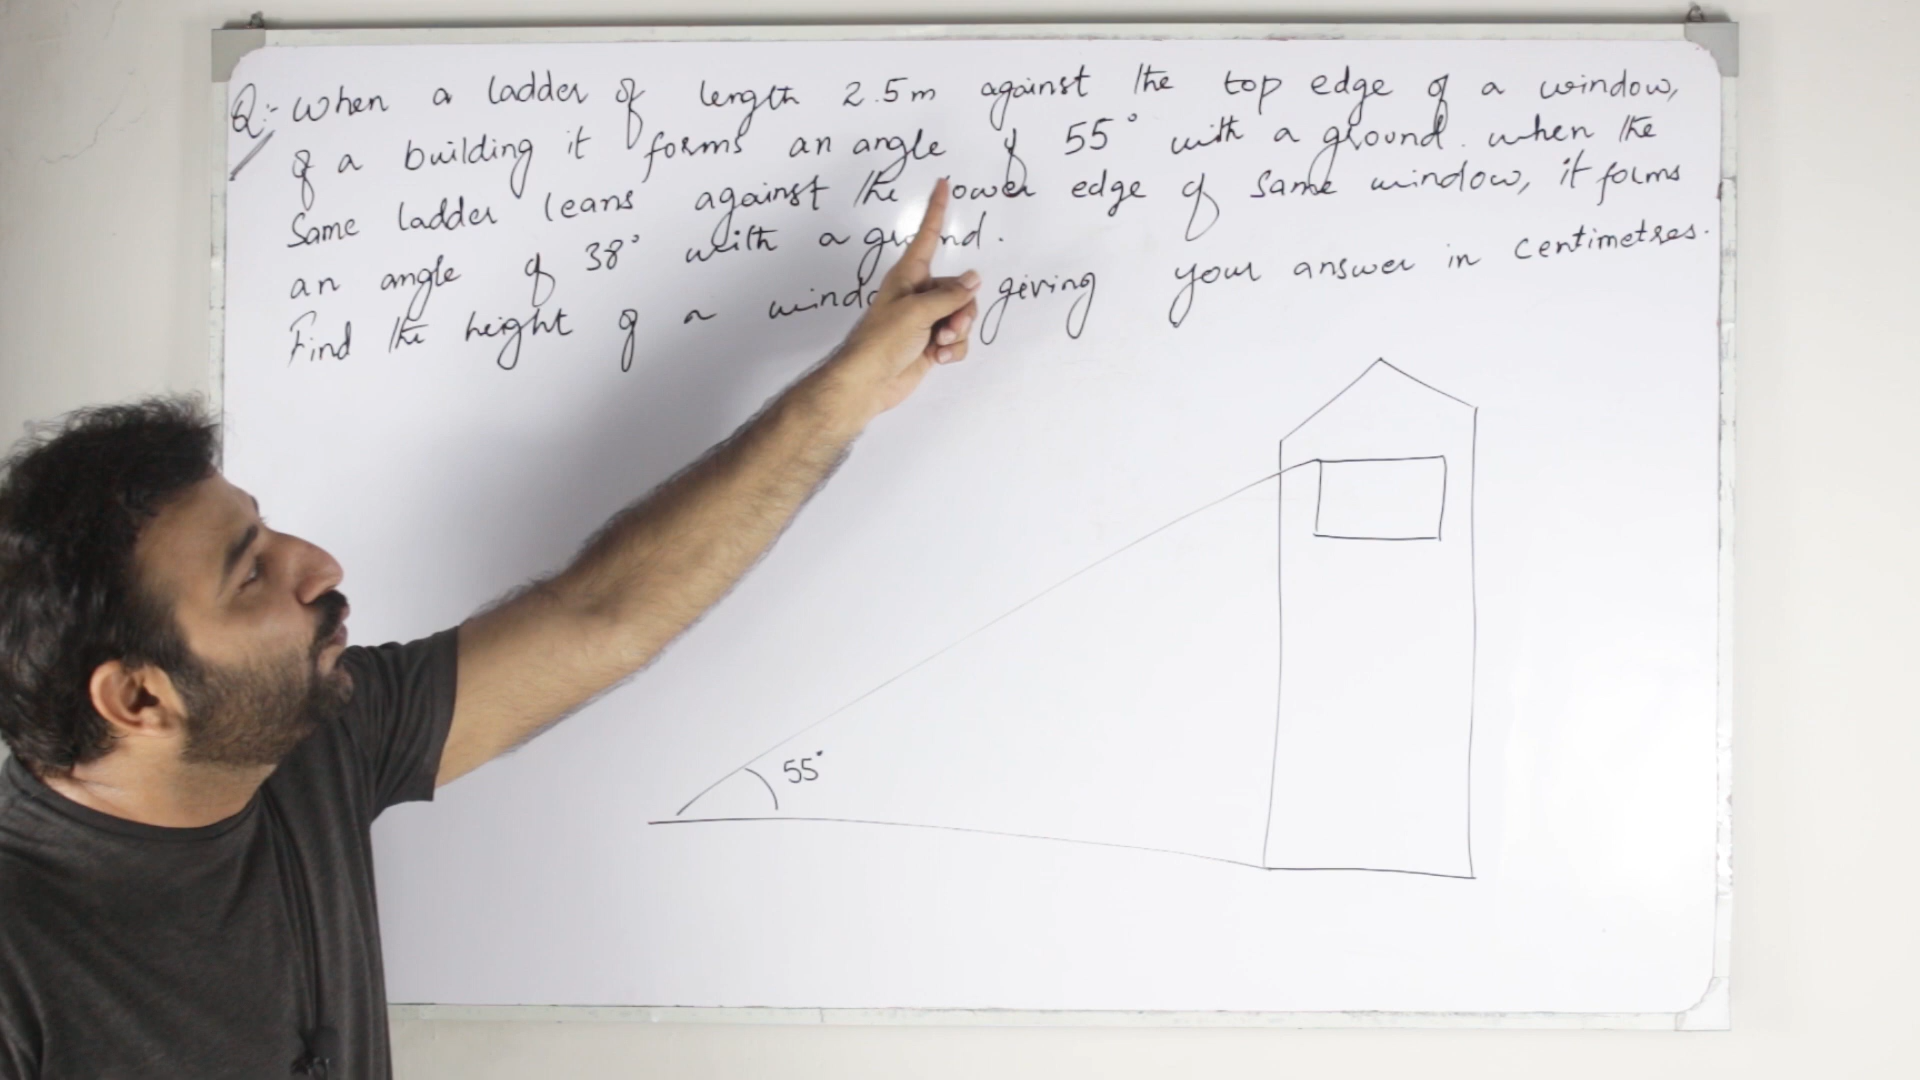 Q:- When a ladder of length 2.5m against the top edge of a window,
of a building it forms an angle of 55° with a ground. when the
Same ladder leans against the lower edge of same window, it forms
an angle of 38° with a ground.
Find the height of a window giving your answer in centimetres.
55°